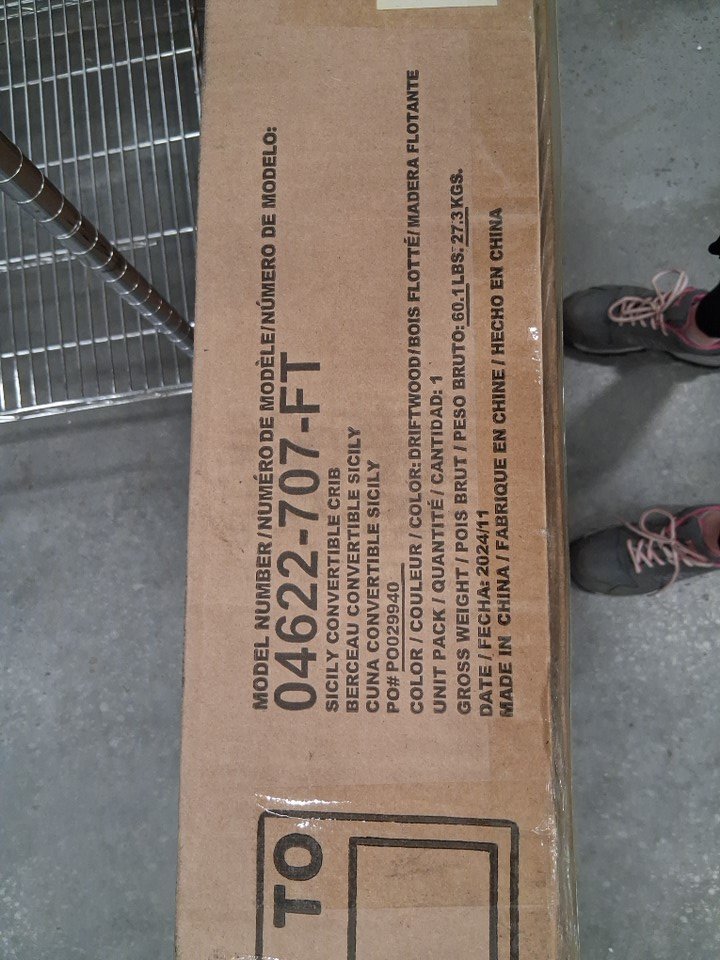 MODEL NUMBER/NUMÉRO DE MODÈLE/NÚMERO DE MODELO:
04622-707-FT
SICILY CONVERTIBLE CRIB
BERCEAU CONVERTIBLE SICILY
CUNA CONVERTIBLE SICILY
PO# PO029940
COLOR / COULEUR / COLOR: DRIFTWOOD/BOIS FLOTTÉ/ MADERA FLOTANTE
UNIT PACK / QUANTITÉ / CANTIDAD: 1
GROSS WEIGHT / POIS BRUT / PESO BRUTO: 60.1 LBS. 27.3 KGS.
DATE / FECHA: 2024/11
MADE IN CHINA / FABRIQUE EN CHINE / HECHO EN CHINA
TO